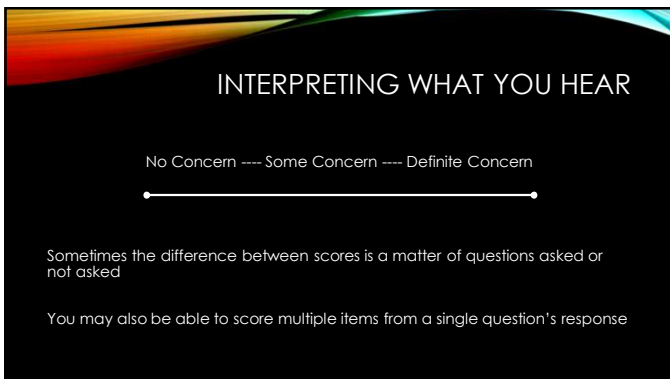 INTERPRETING WHAT YOU HEAR
No Concern ---- Some Concern ---- Definite Concern
Sometimes the difference between scores is a matter of questions asked or
not asked
You may also be able to score multiple items from a single question's response